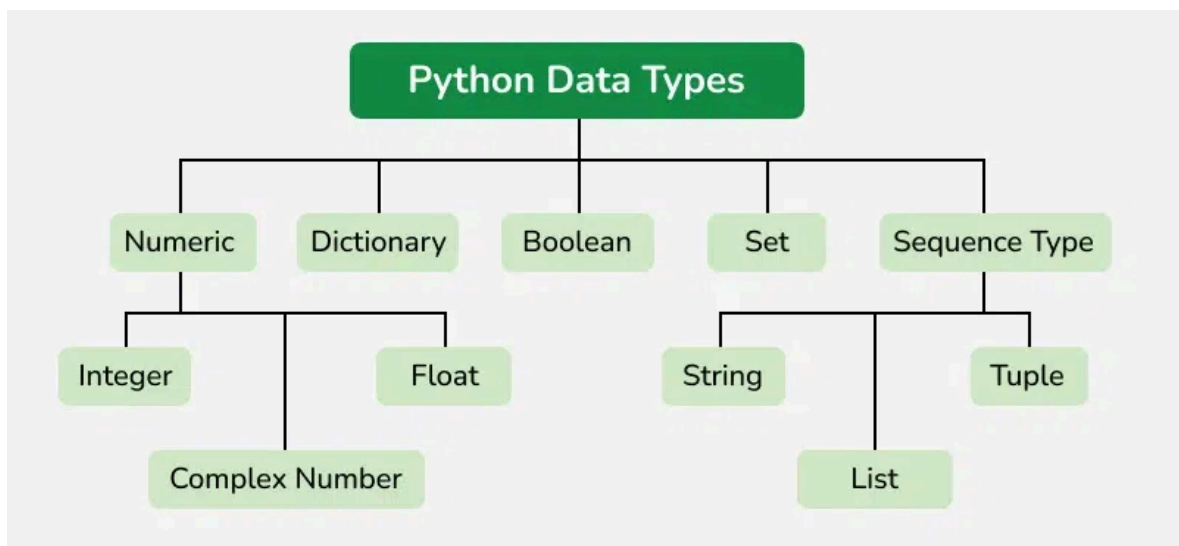 Python Data Types
Numeric
Dictionary
Boolean
Set
Sequence Type
Integer
Float
String
Tuple
Complex Number
List